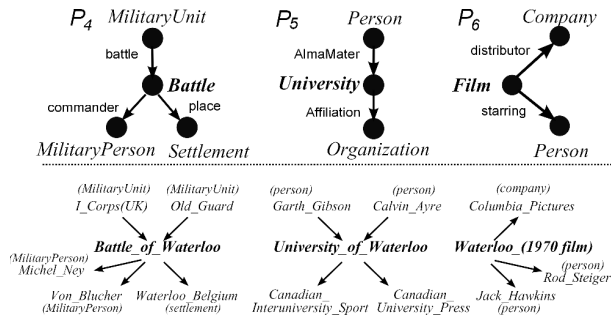 P4 MilitaryUnit
battle
Battle
commander place
MilitaryPerson Settlement
P5 Person
AlmaMater
University
Affiliation
Organization
P6 Company
distributor
Film
starring
Person
(MilitaryUnit) (MilitaryUnit)
I_Corps(UK) Old_Guard
Battle_of_Waterloo
(MilitaryPerson)
Michel_Ney
Von_Blucher Waterloo_Belgium
(MilitaryPerson) (settlement)
(person) (person)
Garth_Gibson Calvin_Ayre
University_of_Waterloo
Canadian_ Canadian_
Interuniversity_Sport University_Press
(company)
Columbia_Pictures
Waterloo_(1970 film)
(person)
Rod_Steiger
Jack_Hawkins
(person)